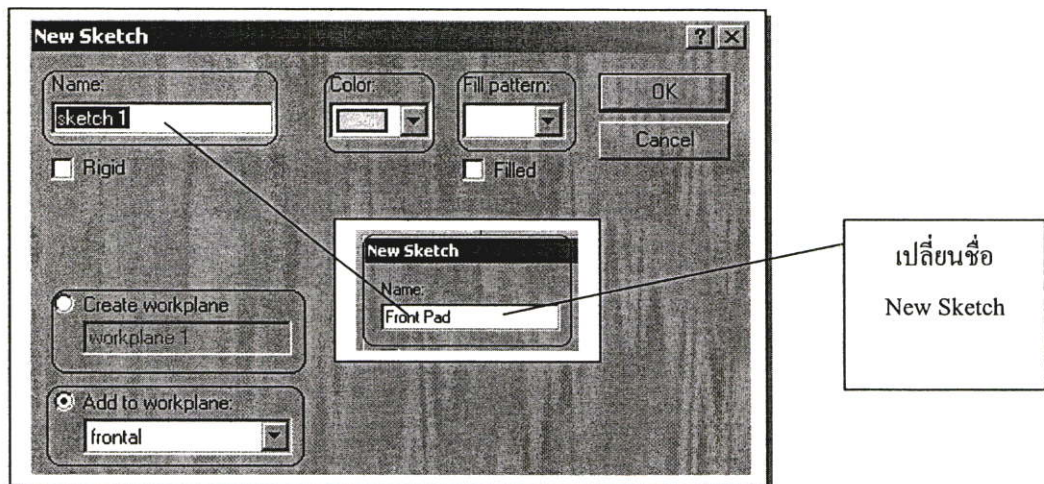 New Sketch
Name:
Color:
Fill pattern:
OK
sketch 1
Cancel
Rigid
Filled
New Sketch
Name:
Front Pad
เปลี่ยนชื่อ
New Sketch
Create workplane
workplane 1
Add to workplane:
frontal